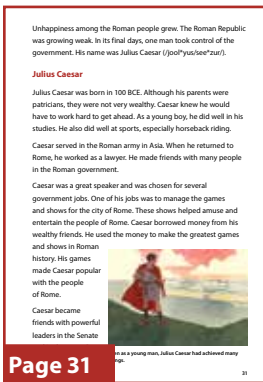 Unhappiness among the Roman people grew. The Roman Republic
was growing weak. In its final days, one man took control of the
government. His name was Julius Caesar (/jool*yus/see*zur/).
Julius Caesar
Julius Caesar was born in 100 BCE. Although his parents were
patricians, they were not very wealthy. Caesar knew he would
have to work hard to get ahead. As a young boy, he did well in his
studies. He also did well at sports, especially horseback riding.
Caesar served in the Roman army in Asia. When he returned to
Rome, he worked as a lawyer. He made friends with many people
in the Roman government.
Caesar was a great speaker and was chosen for several
government jobs. One of his jobs was to manage the games
and shows for the city of Rome. These shows helped amuse and
entertain the people of Rome. Caesar borrowed money from his
wealthy friends. He used the money to make the greatest games
and shows in Roman
history. His games
made Caesar popular
with the people
of Rome.
Caesar became
friends with powerful
leaders in the Senate
as a young man, Julius Caesar had achieved many
31
Page 31